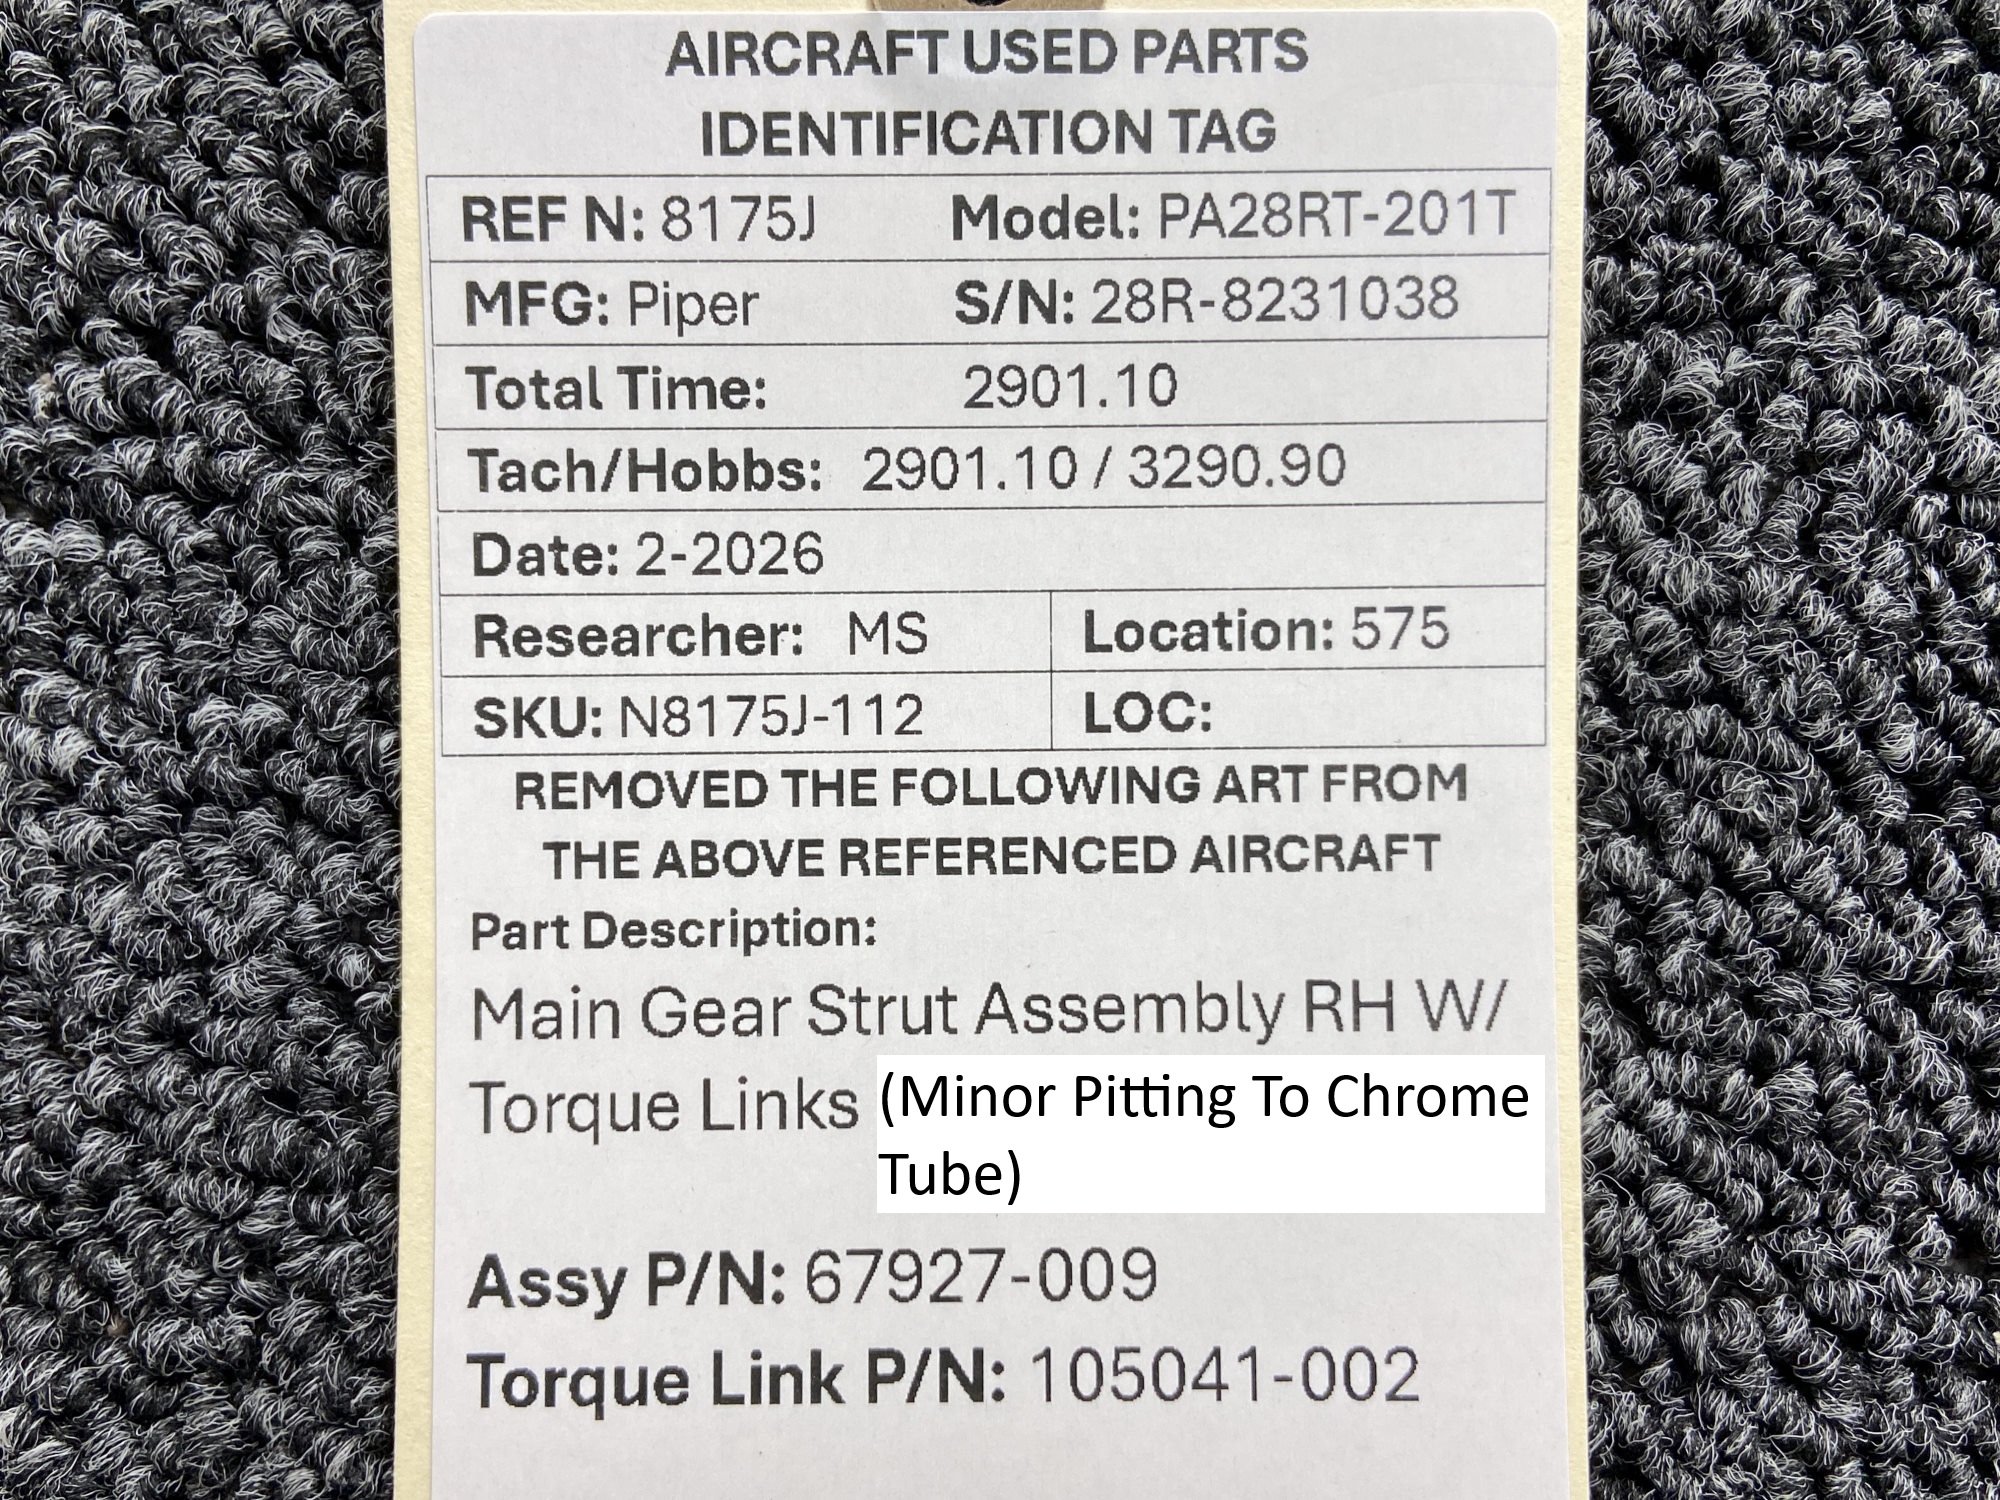 AIRCRAFT USED PARTS
IDENTIFICATION TAG
REF N: 8175J Model: PA28RT-201T
MFG: Piper S/N: 28R-8231038
Total Time: 2901.10
Tach/Hobbs: 2901.10 / 3290.90
Date: 2-2026
Researcher: MS Location: 575
SKU: N8175J-112 LOC:
REMOVED THE FOLLOWING ART FROM
THE ABOVE REFERENCED AIRCRAFT
Part Description:
Main Gear Strut Assembly RH W/
Torque Links (Minor Pitting To Chrome
Tube)
Assy P/N: 67927-009
Torque Link P/N: 105041-002